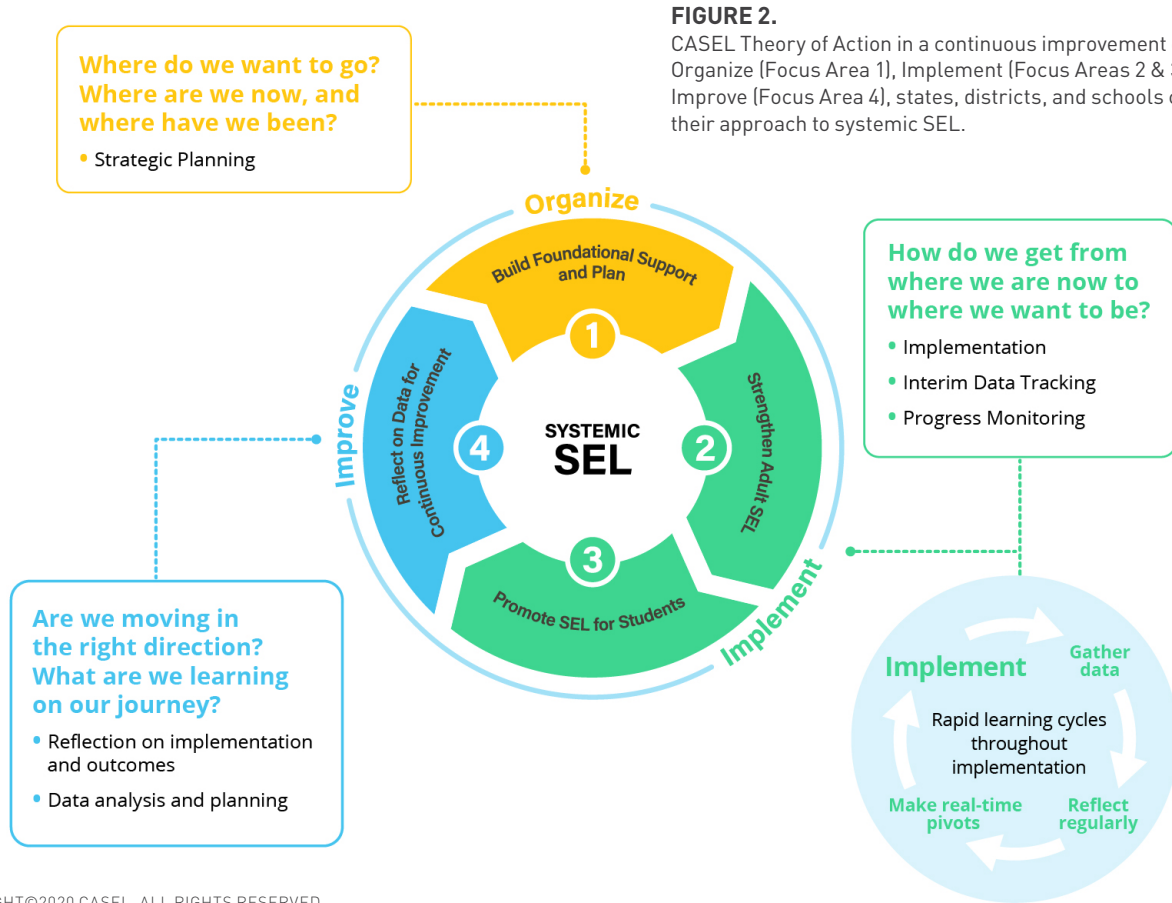 FIGURE 2.
CASEL Theory of Action in a continuous improvement
Organize (Focus Area 1), Implement (Focus Areas 2 &
Improve (Focus Area 4), states, districts, and schools
their approach to systemic SEL.
Where do we want to go?
Where are we now, and
where have we been?
• Strategic Planning
Organize
Build Foundational Support
and Plan
1
How do we get from
where we are now to
where we want to be?
• Implementation
• Interim Data Tracking
• Progress Monitoring
Strengthen Adult SEL
2
Implement
Promote SEL for Students
3
Improve
Reflect on Data for
Continuous Improvement
4
SYSTEMIC
SEL
Are we moving in
the right direction?
What are we learning
on our journey?
• Reflection on implementation
and outcomes
• Data analysis and planning
Implement
Gather
data
Rapid learning cycles
throughout
implementation
Make real-time
pivots
Reflect
regularly
©2020 CASEL. ALL RIGHTS RESERVED